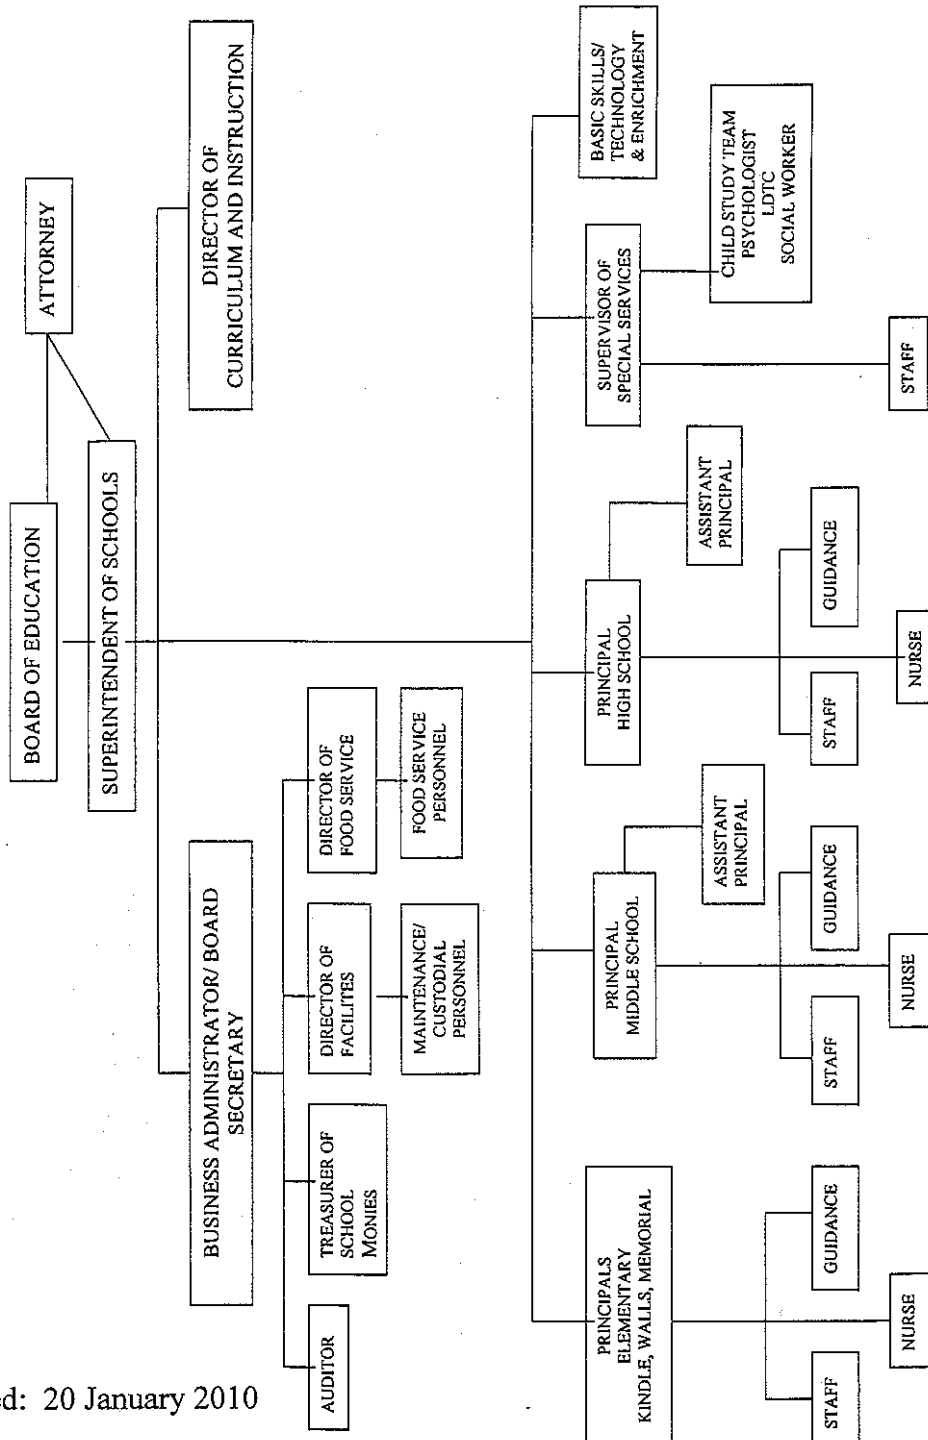 BOARD OF EDUCATION
ATTORNEY
SUPERINTENDENT OF SCHOOLS
BUSINESS ADMINISTRATOR/ BOARD
SECRETARY
DIRECTOR OF
CURRICULUM AND INSTRUCTION
AUDITOR
TREASURER OF
SCHOOL
MONIES
DIRECTOR OF
FACILITES
DIRECTOR OF
FOOD SERVICE
MAINTENANCE/
CUSTODIAL
PERSONNEL
FOOD SERVICE
PERSONNEL
PRINCIPALS
ELEMENTARY
KINDLE, WALLS, MEMORIAL
PRINCIPAL
MIDDLE SCHOOL
PRINCIPAL
HIGH SCHOOL
SUPERVISOR OF
SPECIAL SERVICES
BASIC SKILLS/
TECHNOLOGY
& ENRICHMENT
ASSISTANT
PRINCIPAL
ASSISTANT
PRINCIPAL
CHILD STUDY TEAM
PSYCHOLOGIST
LDTC
SOCIAL WORKER
STAFF
GUIDANCE
STAFF
GUIDANCE
STAFF
GUIDANCE
NURSE
NURSE
NURSE
STAFF
ed: 20 January 2010